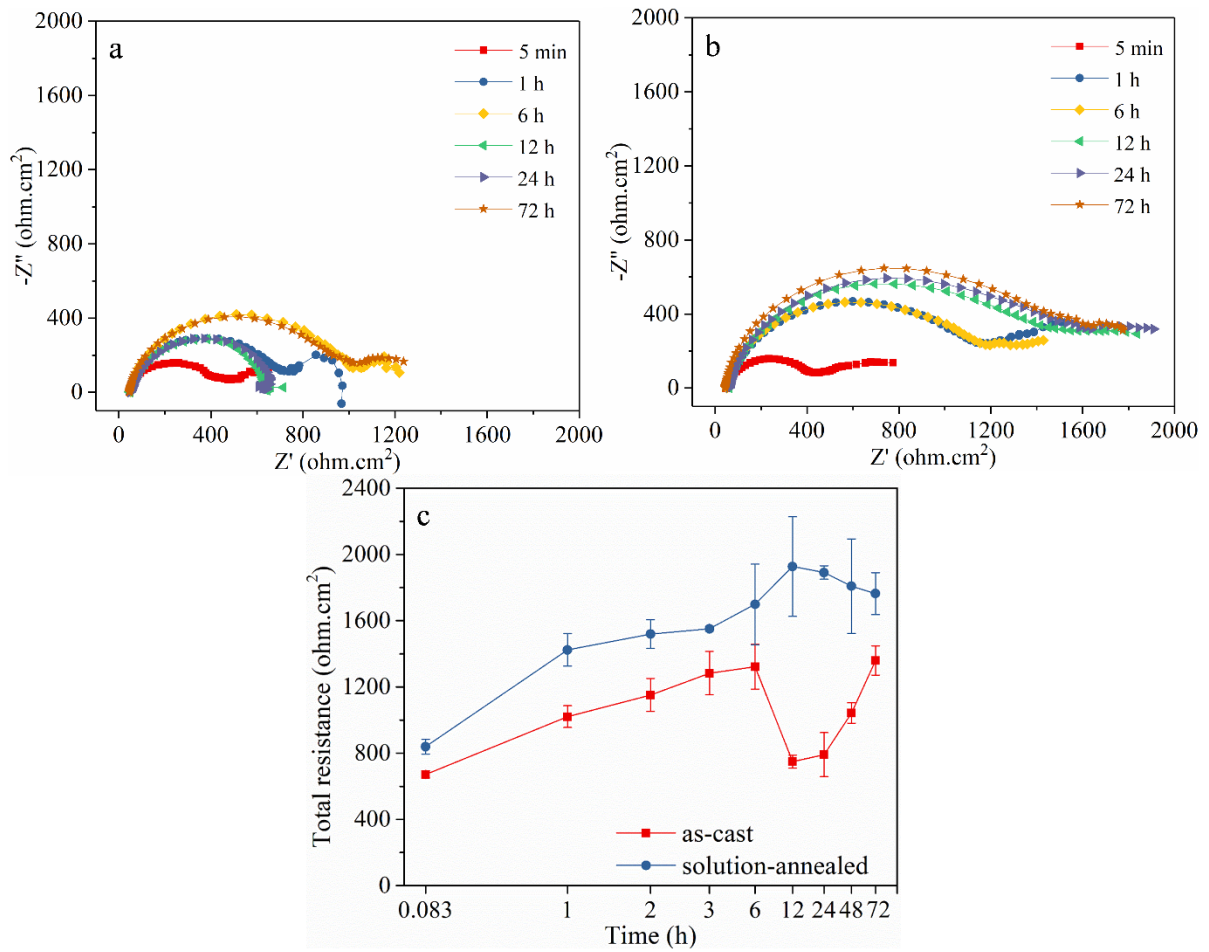 a
2000
1600
1200
800
400
0
-Z" (ohm.cm²)
5 min
1 h
6 h
12 h
24 h
72 h
0 400 800 1200 1600 2000
Z' (ohm.cm²)
b
2000
1600
1200
800
400
0
-Z" (ohm.cm²)
5 min
1 h
6 h
12 h
24 h
72 h
0 400 800 1200 1600 2000
Z' (ohm.cm²)
c
2400
2000
1600
1200
800
400
0
Total resistance (ohm.cm²)
as-cast
solution-annealed
0.083 1 2 3 6 12 24 48 72
Time (h)